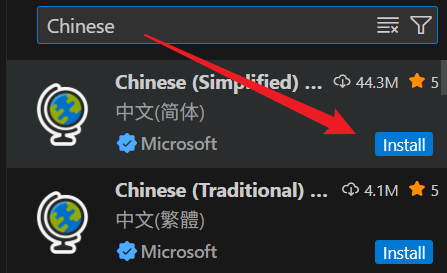 Chinese
Chinese (Simplified) ... 44.3M 5
中文(简体)
Microsoft Install
Chinese (Traditional) ... 4.1M 5
中文(繁體)
Microsoft Install